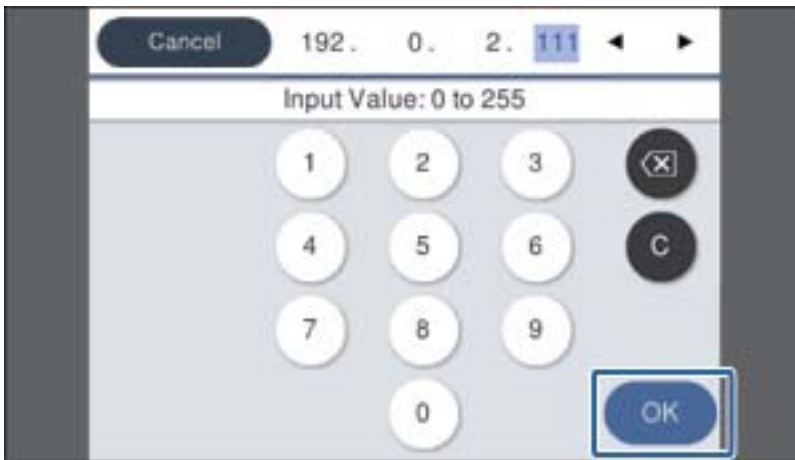 Cancel 192. 0. 2. 111 ◄ ►
Input Value: 0 to 255
1 2 3
4 5 6 C
7 8 9
0 OK